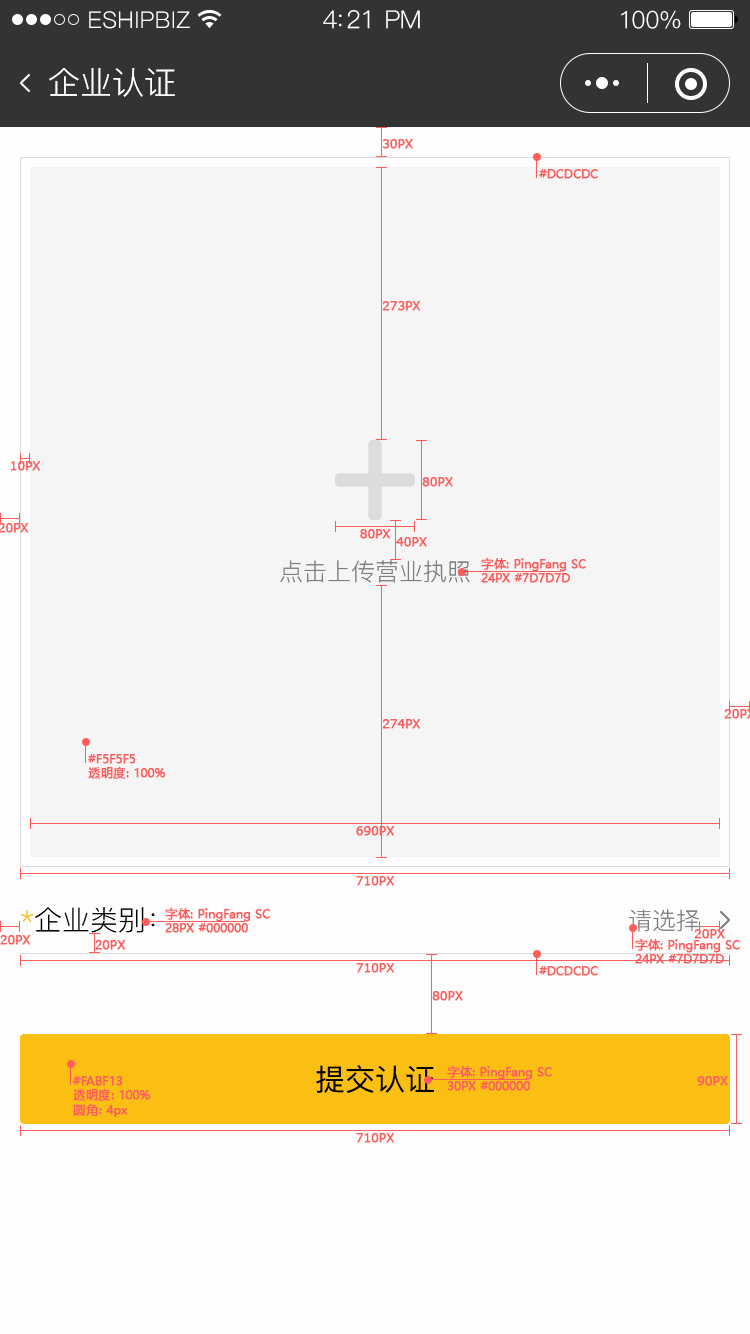 ESHIPBIZ 4:21 PM 100%
企业认证
30PX
#DCDCDC
273PX
10PX
80PX
20PX
80PX
40PX
点击上传营业执照
字体: PingFang SC
24PX #7D7D7D
274PX
20PX
#F5F5F5
透明度: 100%
690PX
710PX
*企业类别:
字体: PingFang SC
28PX #000000
请选择
20PX
20PX
20PX
字体: PingFang SC
24PX #7D7D7D
710PX
#DCDCDC
80PX
提交认证
字体: PingFang SC
30PX #000000
#FABF13
透明度: 100%
圆角: 4px
90PX
710PX